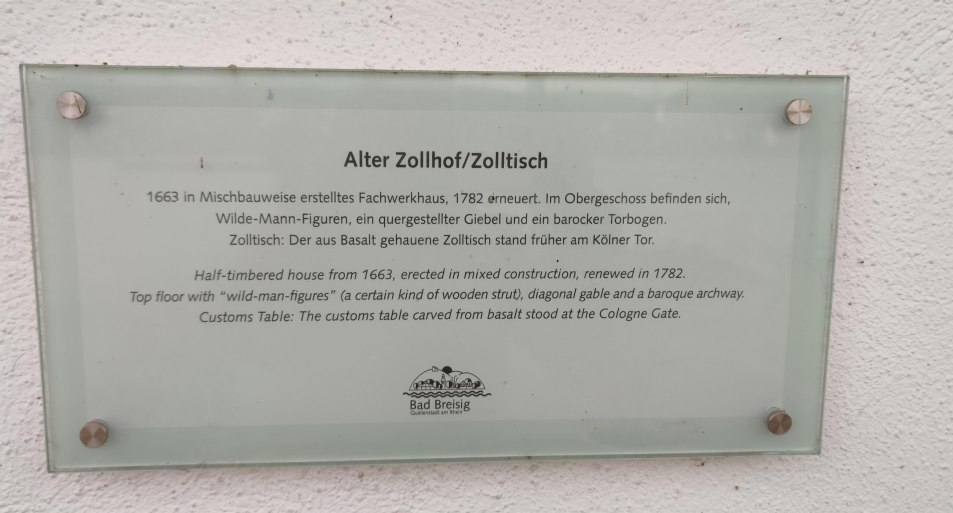 Alter Zollhof/Zolltisch
1663 in Mischbauweise erstelltes Fachwerkhaus, 1782 erneuert. Im Obergeschoss befinden sich,
Wilde-Mann-Figuren, ein quergestellter Giebel und ein barocker Torbogen.
Zolltisch: Der aus Basalt gehauene Zolltisch stand früher am Kölner Tor.
Half-timbered house from 1663, erected in mixed construction, renewed in 1782.
Top floor with "wild-man-figures" (a certain kind of wooden strut), diagonal gable and a baroque archway.
Customs Table: The customs table carved from basalt stood at the Cologne Gate.
Bad Breisig
Quellenstadt am Rhein